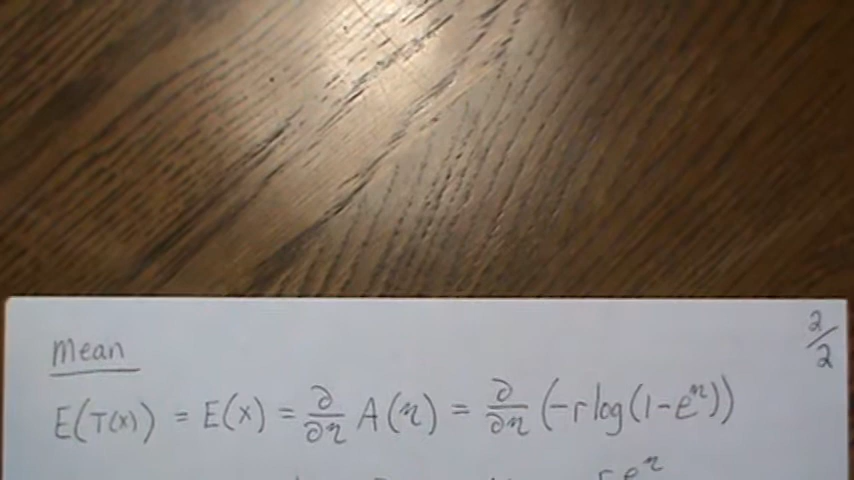 2/2
Mean
E(T(x)) = E(x) = ∂/∂η A(η) = ∂/∂η (-r log(1-e^η))
r e^η